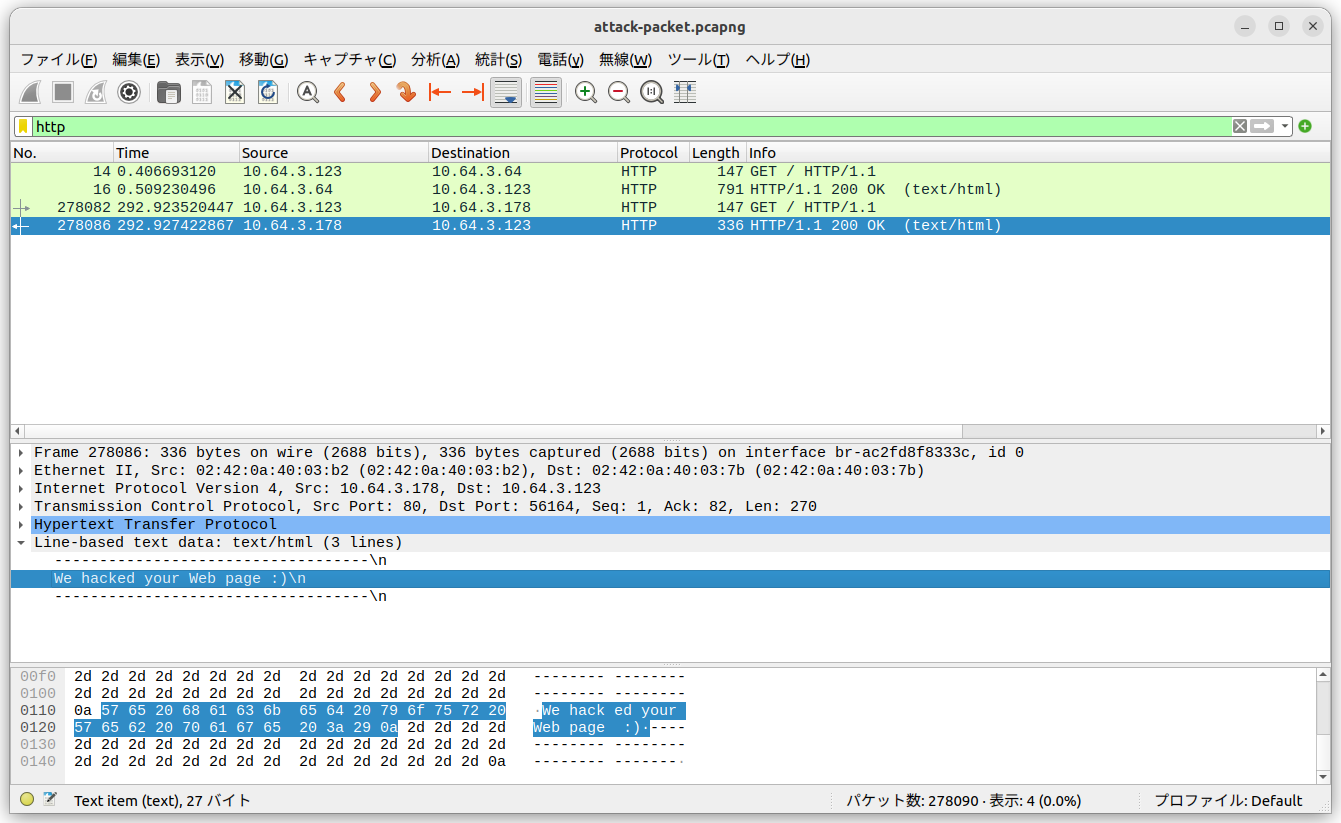 attack-packet.pcapng
ファイル(F) 編集(E) 表示(V) 移動(G) キャプチャ(C) 分析(A) 統計(S) 電話(y) 無線(W) ツール(T) ヘルプ(H)
http
No. Time Source Destination Protocol Length Info
14 0.406693120 10.64.3.123 10.64.3.64 HTTP 147 GET / HTTP/1.1
16 0.509230496 10.64.3.64 10.64.3.123 HTTP 791 HTTP/1.1 200 OK (text/html)
278082 292.923520447 10.64.3.123 10.64.3.178 HTTP 147 GET / HTTP/1.1
278086 292.927422867 10.64.3.178 10.64.3.123 HTTP 336 HTTP/1.1 200 OK (text/html)
Frame 278086: 336 bytes on wire (2688 bits), 336 bytes captured (2688 bits) on interface br-ac2fd8f8333c, id 0
Ethernet II, Src: 02:42:0a:40:03:b2 (02:42:0a:40:03:b2), Dst: 02:42:0a:40:03:7b (02:42:0a:40:03:7b)
Internet Protocol Version 4, Src: 10.64.3.178, Dst: 10.64.3.123
Transmission Control Protocol, Src Port: 80, Dst Port: 56164, Seq: 1, Ack: 82, Len: 270
Hypertext Transfer Protocol
Line-based text data: text/html (3 lines)
-----------------------------------\n
We hacked your Web page :)\n
-----------------------------------\n
00f0 2d 2d 2d 2d 2d 2d 2d 2d 2d 2d 2d 2d 2d 2d 2d 2d -------- --------
0100 2d 2d 2d 2d 2d 2d 2d 2d 2d 2d 2d 2d 2d 2d 2d 2d -------- --------
0110 0a 57 65 20 68 61 63 6b 65 64 20 79 6f 75 72 20 ·We hack ed your
0120 57 65 62 20 70 61 67 65 20 3a 29 0a 2d 2d 2d 2d Web page :)·----
0130 2d 2d 2d 2d 2d 2d 2d 2d 2d 2d 2d 2d 2d 2d 2d 2d -------- --------
0140 2d 2d 2d 2d 2d 2d 2d 2d 2d 2d 2d 2d 2d 2d 2d 0a -------- -------·
Text item (text), 27 バイト パケット数: 278090 · 表示: 4 (0.0%) プロファイル: Default